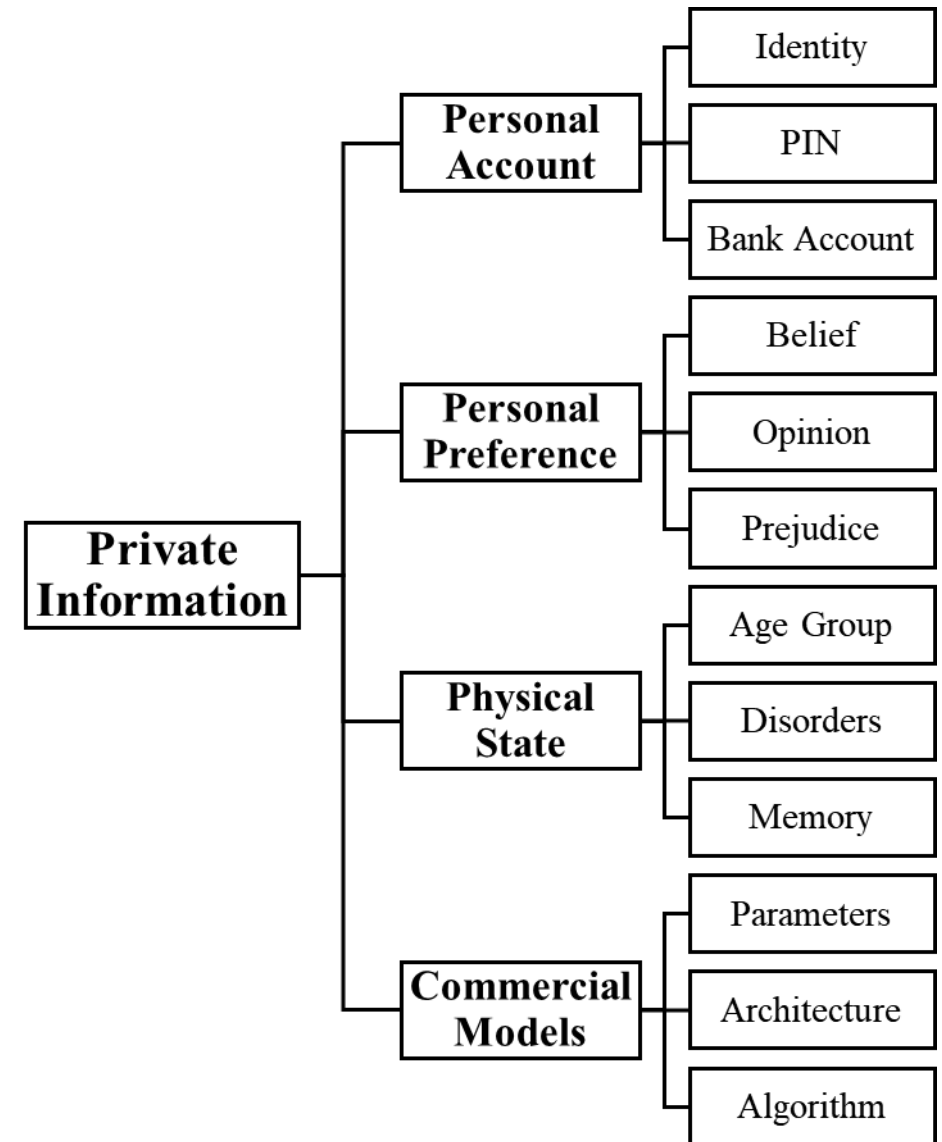 Private
Information
Personal
Account
Identity
PIN
Bank Account
Personal
Preference
Belief
Opinion
Prejudice
Physical
State
Age Group
Disorders
Memory
Commercial
Models
Parameters
Architecture
Algorithm